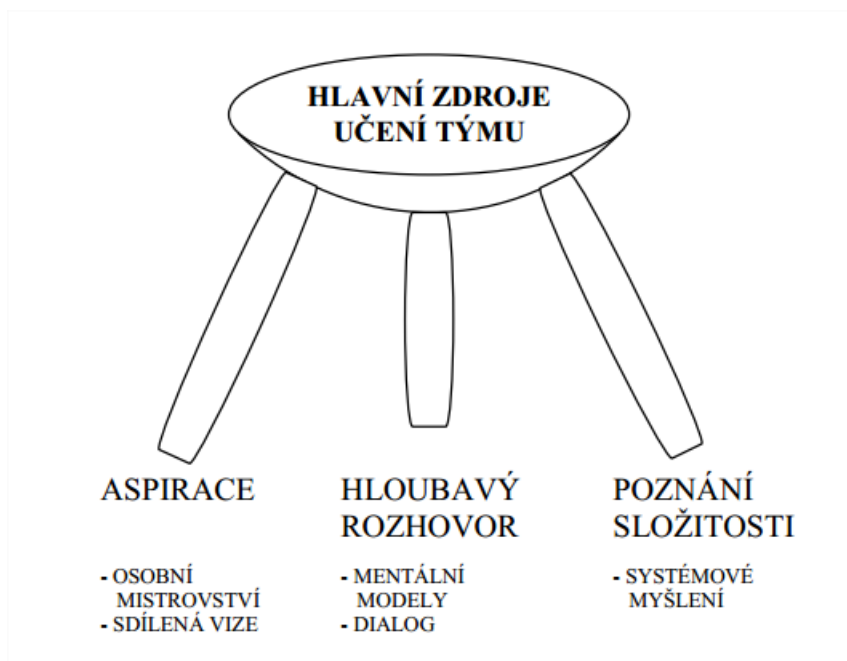 HLAVNÍ ZDROJE
UČENÍ TÝMU
ASPIRACE
- OSOBNÍ
MISTROVSTVÍ
- SDÍLENÁ VIZE
HLOUBAVÝ
ROZHOVOR
- MENTÁLNÍ
MODELY
- DIALOG
POZNÁNÍ
SLOŽITOSTI
- SYSTÉMOVÉ
MYŠLENÍ